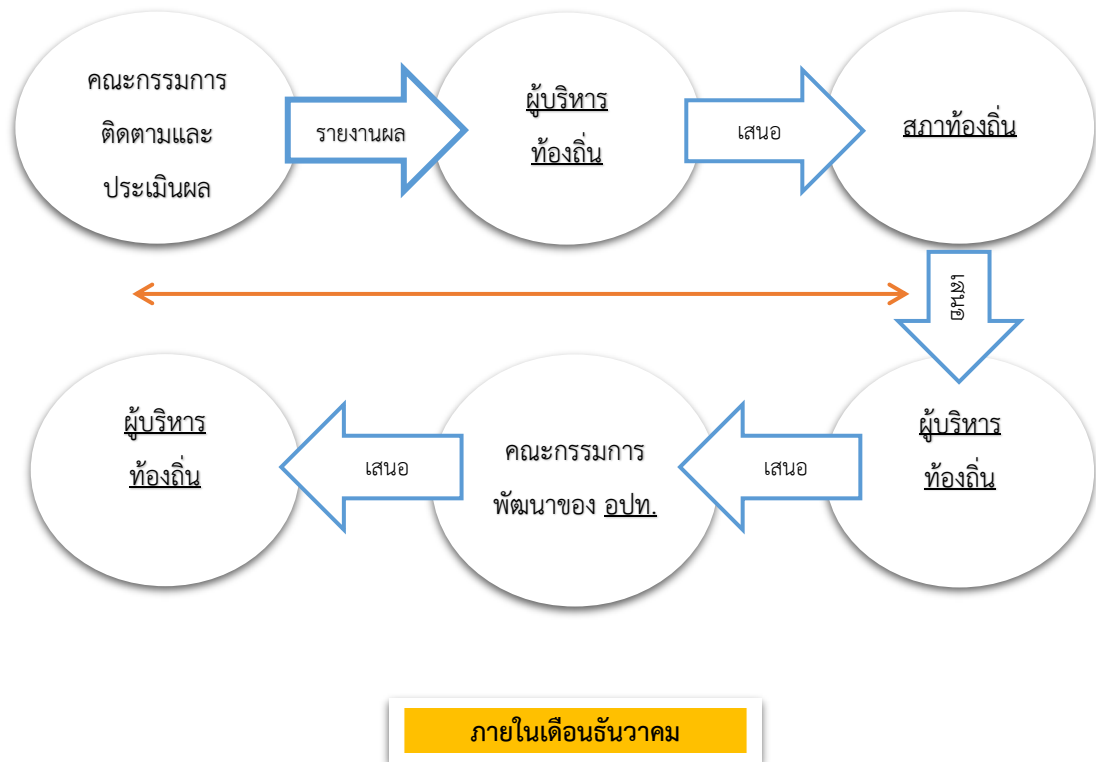 คณะกรรมการ
ติดตามและ
ประเมินผล
รายงานผล
ผู้บริหาร
ท้องถิ่น
เสนอ
สภาท้องถิ่น
เสนอ
ผู้บริหาร
ท้องถิ่น
เสนอ
คณะกรรมการ
พัฒนาของ อปท.
เสนอ
ผู้บริหาร
ท้องถิ่น
ภายในเดือนธันวาคม